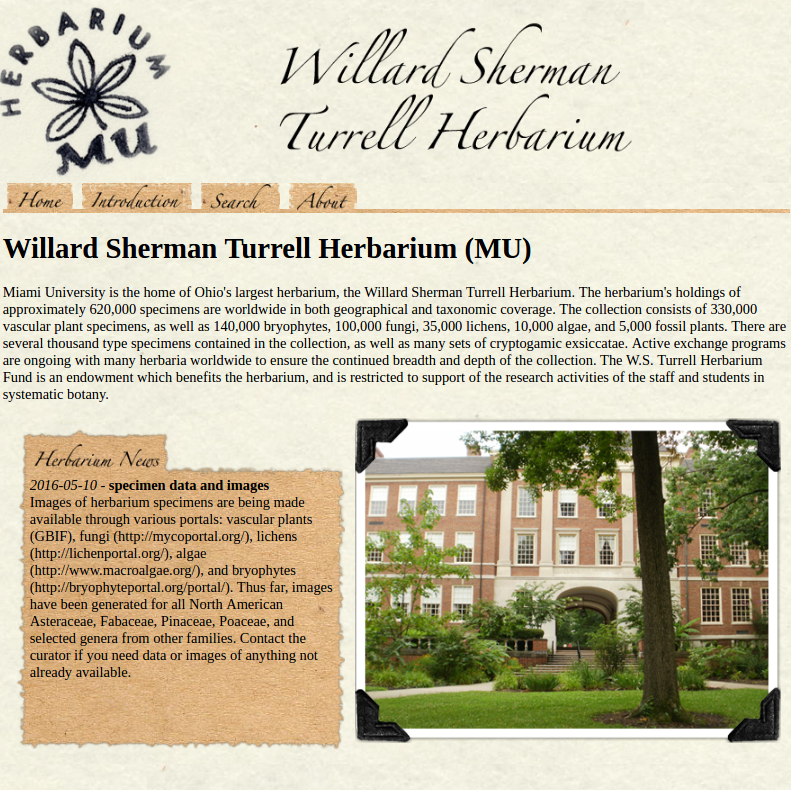 HERBARIUM
MU
Willard Sherman
Turrell Herbarium
Home Introduction Search About
Willard Sherman Turrell Herbarium (MU)
Miami University is the home of Ohio's largest herbarium, the Willard Sherman Turrell Herbarium. The herbarium's holdings of
approximately 620,000 specimens are worldwide in both geographical and taxonomic coverage. The collection consists of 330,000
vascular plant specimens, as well as 140,000 bryophytes, 100,000 fungi, 35,000 lichens, 10,000 algae, and 5,000 fossil plants. There are
several thousand type specimens contained in the collection, as well as many sets of cryptogamic exsiccatae. Active exchange programs
are ongoing with many herbaria worldwide to ensure the continued breadth and depth of the collection. The W.S. Turrell Herbarium
Fund is an endowment which benefits the herbarium, and is restricted to support of the research activities of the staff and students in
systematic botany.
Herbarium News
2016-05-10 - specimen data and images
Images of herbarium specimens are being made
available through various portals: vascular plants
(GBIF), fungi (http://mycoportal.org/), lichens
(http://lichenportal.org/), algae
(http://www.macroalgae.org/), and bryophytes
(http://bryophyteportal.org/portal/). Thus far, images
have been generated for all North American
Asteraceae, Fabaceae, Pinaceae, Poaceae, and
selected genera from other families. Contact the
curator if you need data or images of anything not
already available.